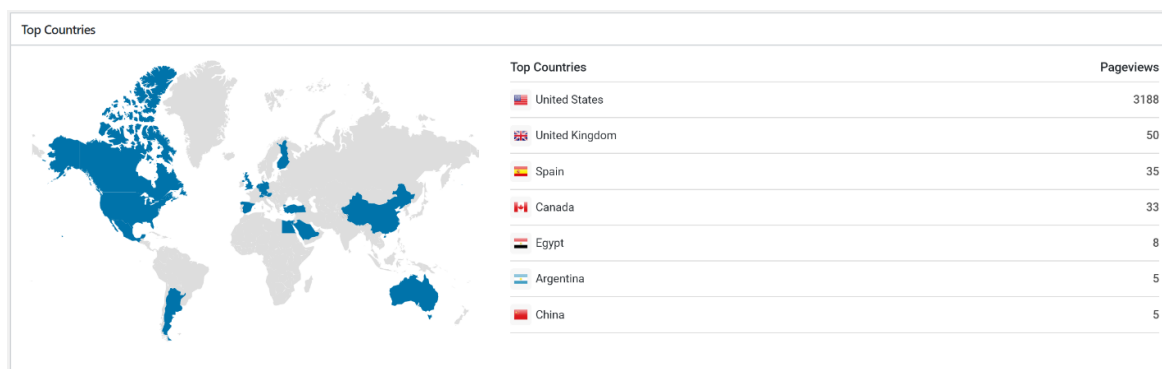 Top Countries
Top Countries Pageviews
United States 3188
United Kingdom 50
Spain 35
Canada 33
Egypt 8
Argentina 5
China 5